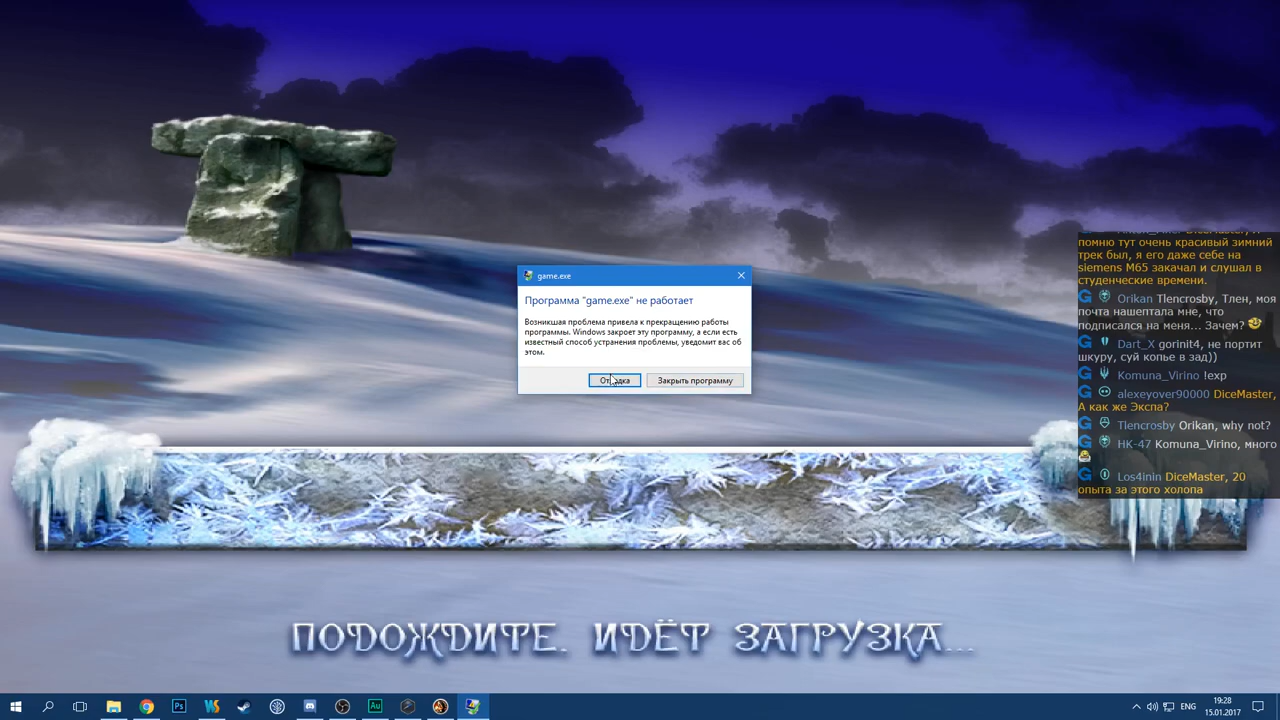 game.exe
Программа "game.exe" не работает
Возникшая проблема привела к прекращению работы
программы. Windows закроет эту программу, а если есть
известный способ устранения проблемы, уведомит вас об
этом.
Закрыть программу
помню тут очень красивый зимний
трек был, я его даже себе на
siemens M65 закачал и слушал в
студенческие времени.
Orikan Tlencrosby, Тлен, моя
почта нашептала мне, что
подписался на меня... Зачем?
Dart_X gorinit4, не портит
шкуру, суй копье в зад))
Komuna_Virino !exp
alexeyover90000 DiceMaster,
А как же Экспа?
Tlencrosby Orikan, why not?
HK-47 Komuna_Virino, много
Los4inin DiceMaster, 20
опыта за этого холопа
ПОДОЖДИТЕ. ИДЁТ ЗАГРУЗКА...
Ps
Au
ENG
19:28
15.01.2017